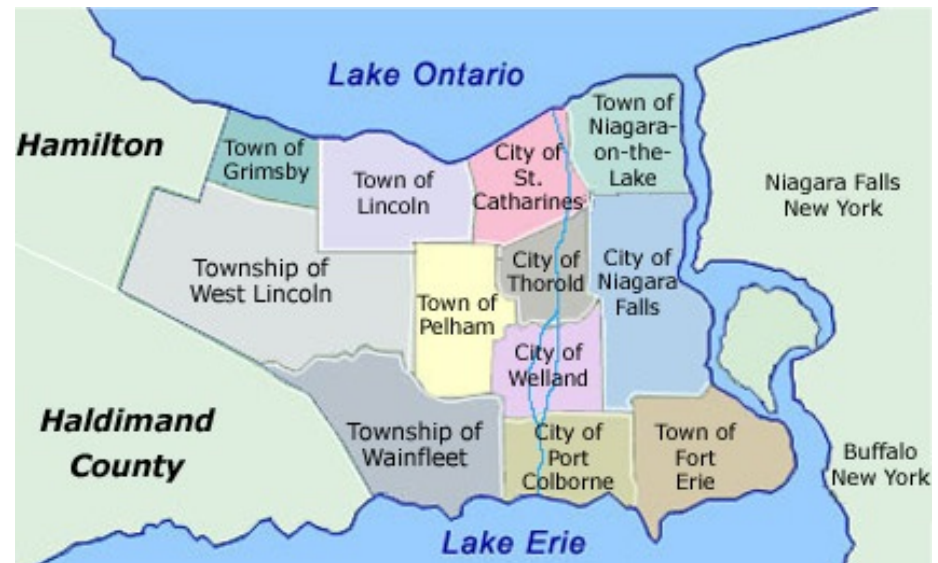 Lake Ontario
Hamilton
Town of
Grimsby
Town of
Lincoln
City of
St.
Catharines
Town of
Niagara-
on-the-
Lake
Niagara Falls
New York
Township of
West Lincoln
Town of
Pelham
City of
Thorold
City of
Niagara
Falls
City of
Welland
Haldimand
County
Township of
Wainfleet
City of
Port
Colborne
Town of
Fort
Erie
Buffalo
New York
Lake Erie